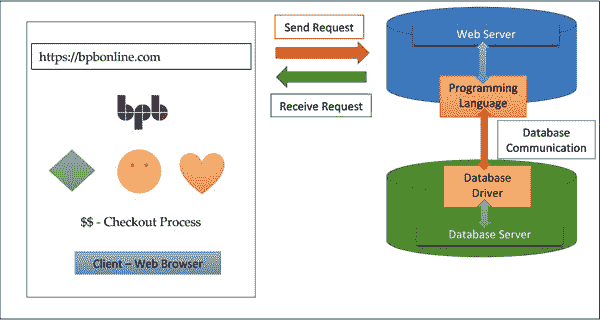 https://bpbonline.com
bpb
$$ - Checkout Process
Client – Web Browser
Send Request
Receive Request
Web Server
Programming
Language
Database
Communication
Database
Driver
Database Server